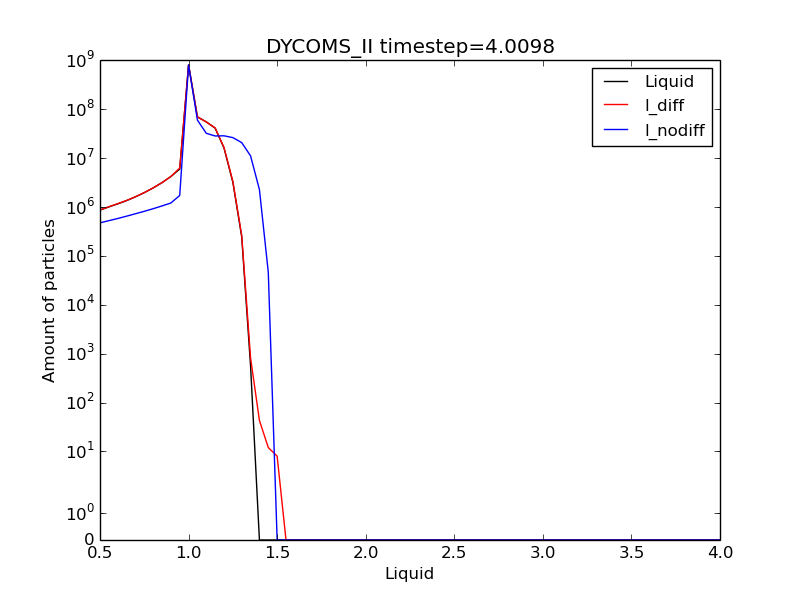 DYCOMS_II timestep=4.0098
Liquid
l_diff
l_nodiff
10^9
10^8
10^7
10^6
10^5
10^4
10^3
10^2
10^1
10^0
0
Amount of particles
0.5 1.0 1.5 2.0 2.5 3.0 3.5 4.0
Liquid